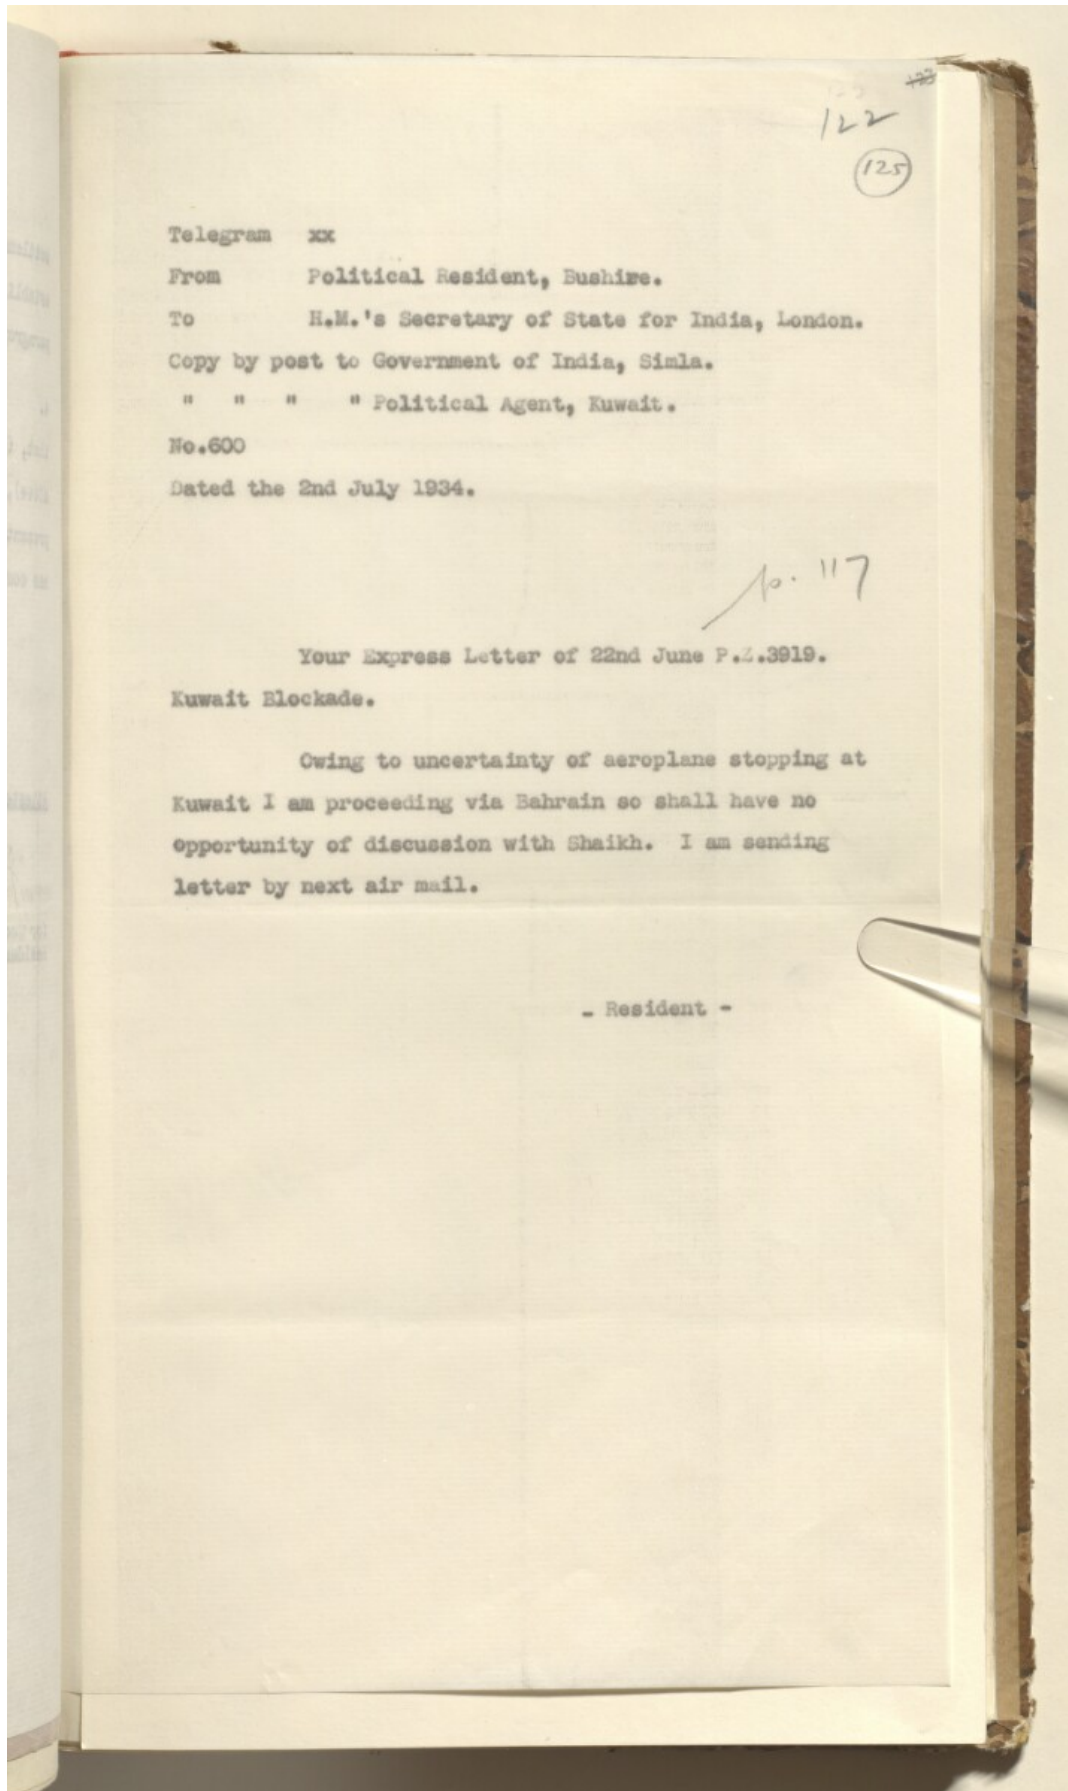 123
122
125
Telegram xx
From Political Resident, Bushire.
To H.M.'s Secretary of State for India, London.
Copy by post to Government of India, Simla.
" " " " Political Agent, Kuwait.
No.600
Dated the 2nd July 1934.
p. 117
Your Express Letter of 22nd June P.Z.3919.
Kuwait Blockade.
Owing to uncertainty of aeroplane stopping at
Kuwait I am proceeding via Bahrain so shall have no
opportunity of discussion with Shaikh. I am sending
letter by next air mail.
- Resident -